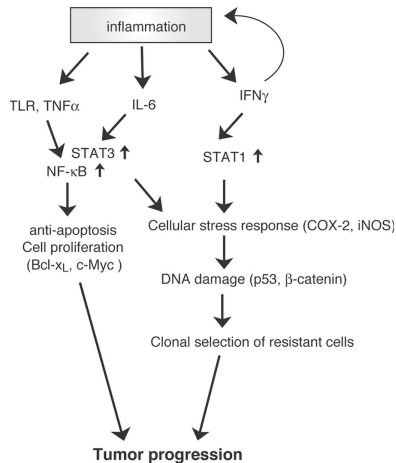 inflammation
TLR, TNFα
IL-6
IFNγ
STAT3
NF-κB
STAT1
anti-apoptosis
Cell proliferation
(Bcl-xL, c-Myc )
Cellular stress response (COX-2, iNOS)
DNA damage (p53, β-catenin)
Clonal selection of resistant cells
Tumor progression